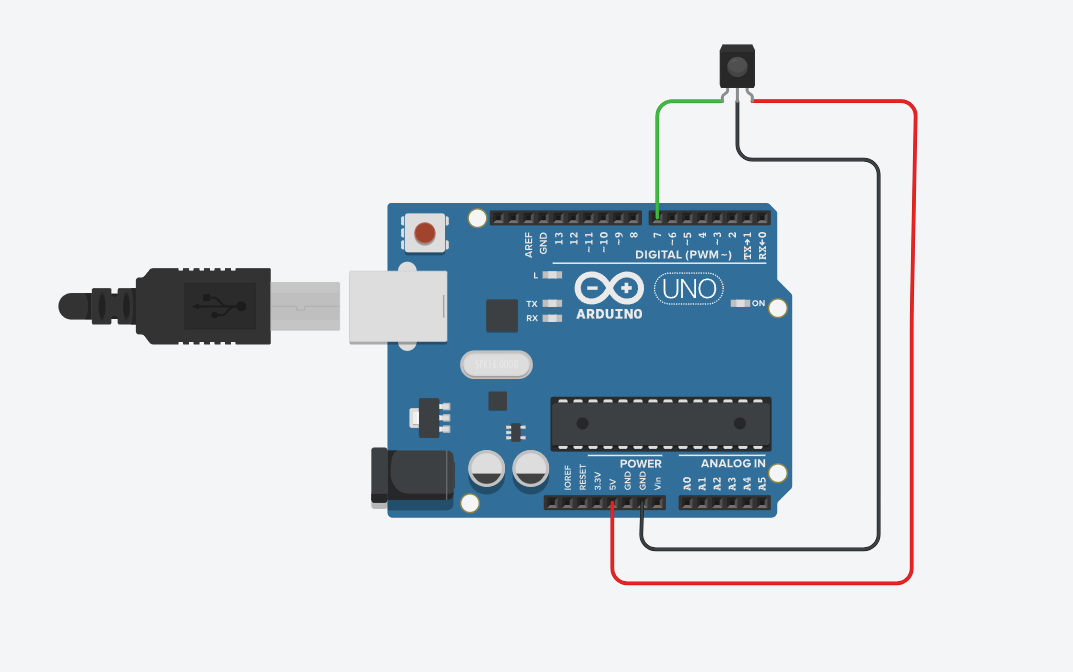 AREF
GND
13
12
~11
~10
~9
8
7
~6
~5
4
~3
2
TX→1
RX←0
DIGITAL (PWM~)
L
TX
RX
UNO
ON
ARDUINO
POWER
ANALOG IN
IOREF
RESET
3.3V
5V
GND
GND
Vin
A0
A1
A2
A3
A4
A5